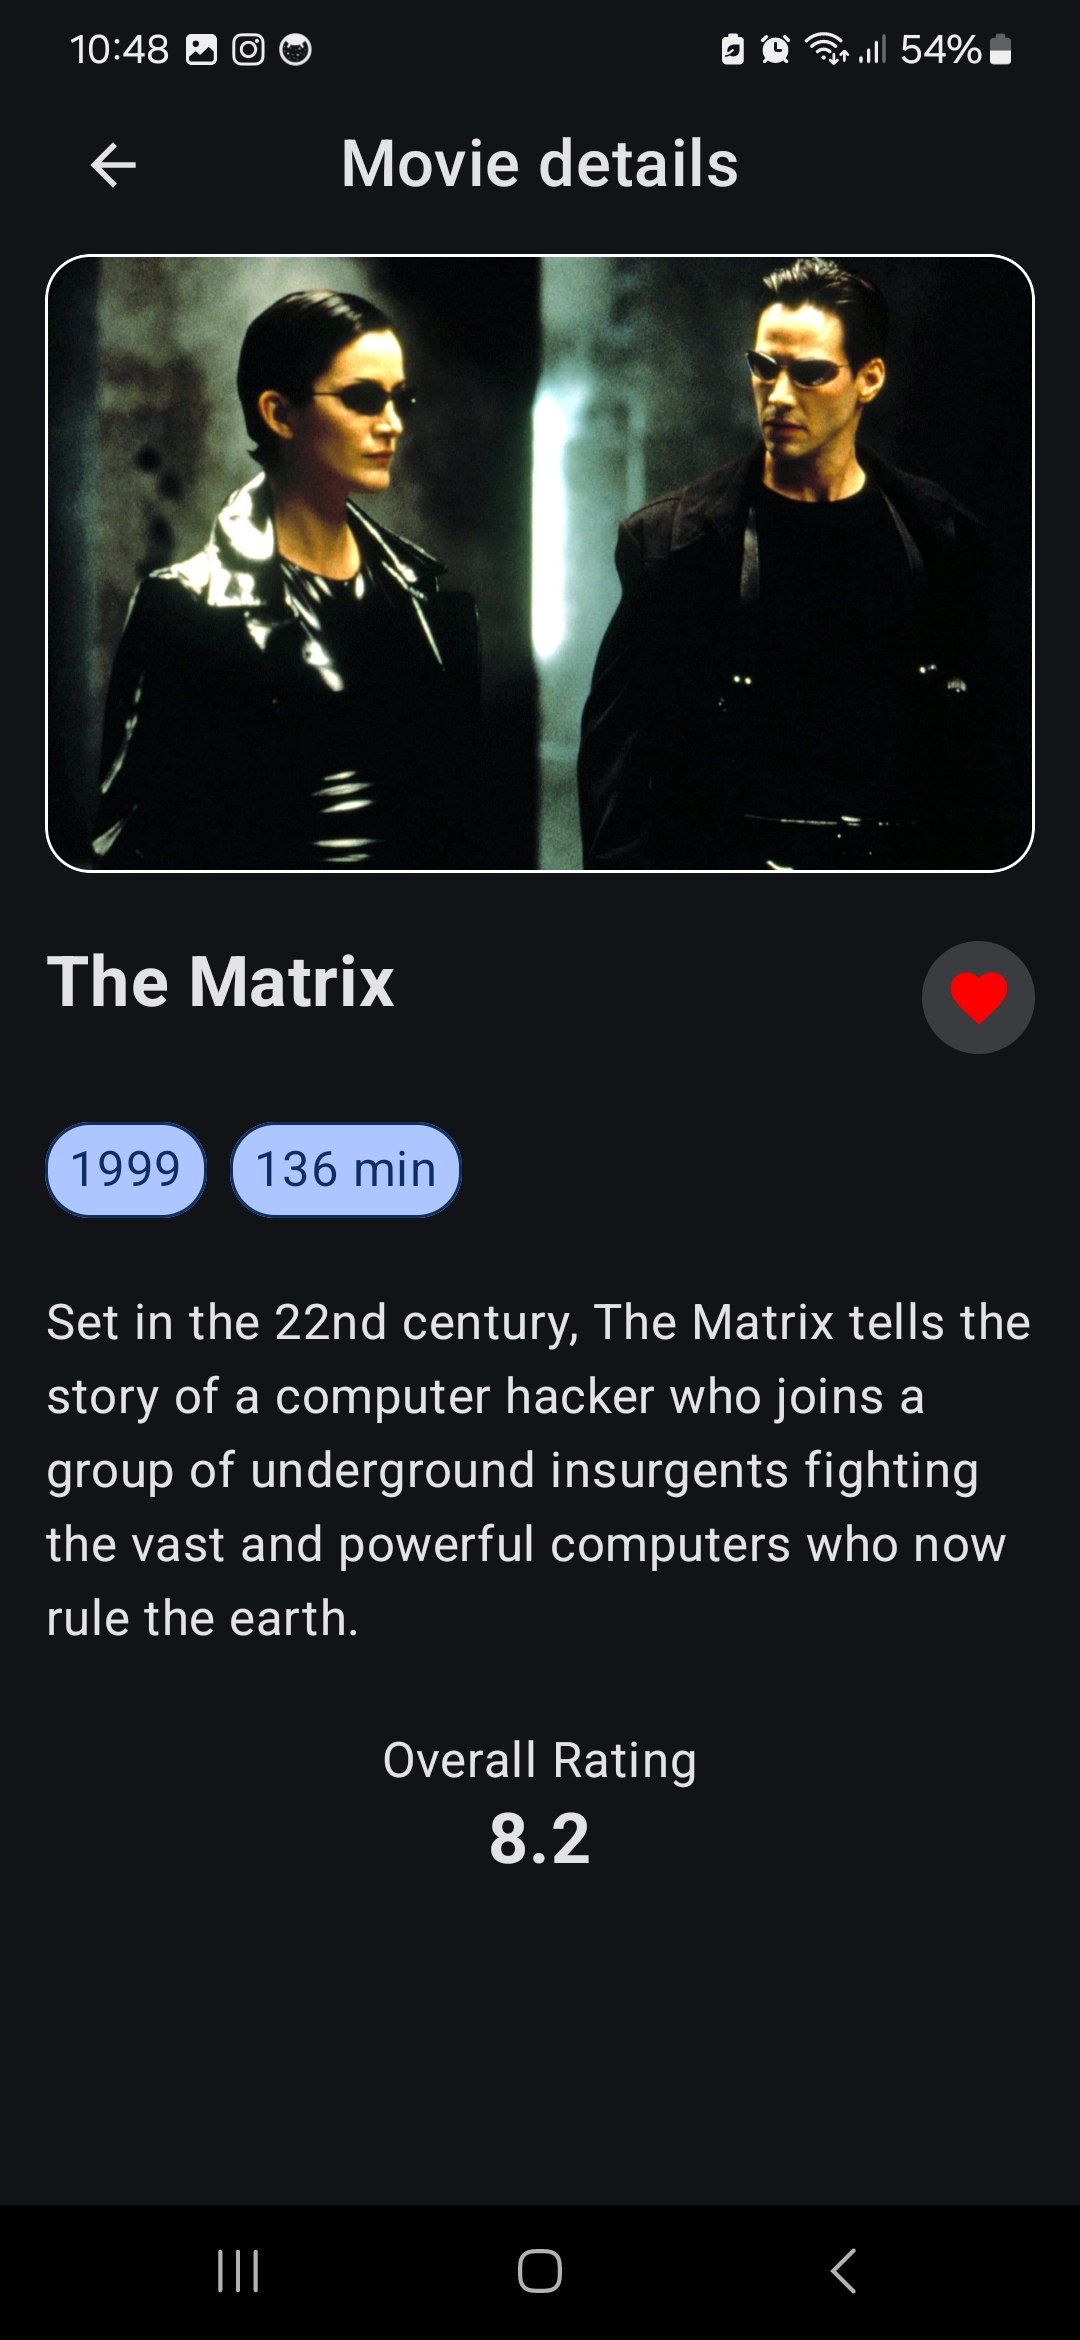 10:48
54%
Movie details
The Matrix
1999
136 min
Set in the 22nd century, The Matrix tells the
story of a computer hacker who joins a
group of underground insurgents fighting
the vast and powerful computers who now
rule the earth.
Overall Rating
8.2